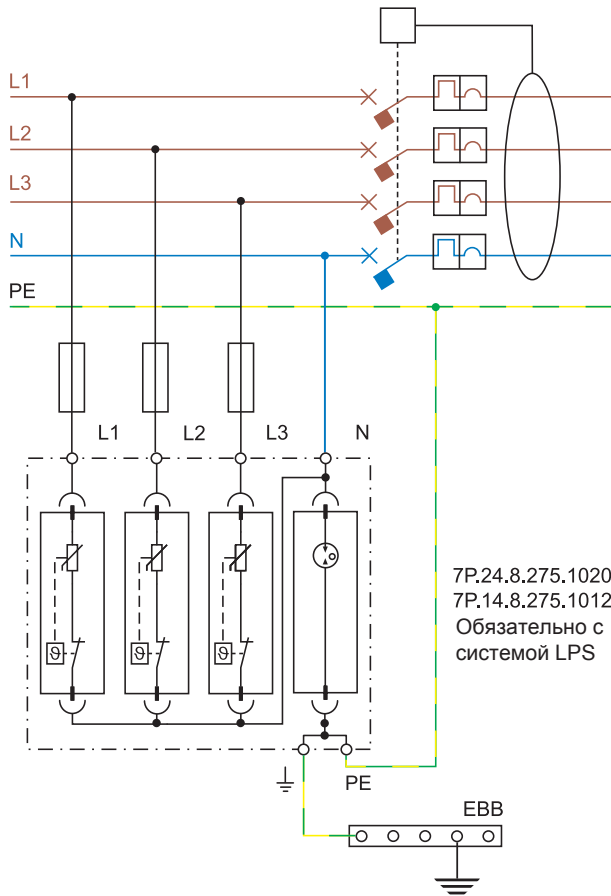 L1
L2
L3
N
PE
L1 L2 L3 N
ϑ ϑ ϑ
7P.24.8.275.1020
7P.14.8.275.1012
Обязательно с
системой LPS
PE
EBB